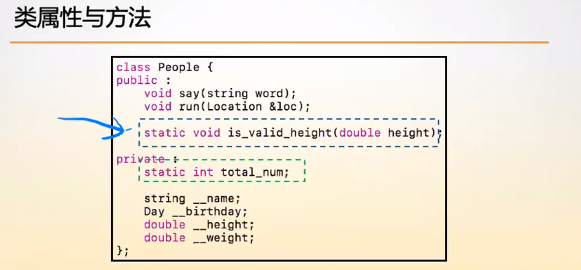 类属性与方法
class People {
public :
void say(string word);
void run(Location &loc);
static void is_valid_height(double height);
private :
static int total_num;
string __name;
Day __birthday;
double __height;
double __weight;
};